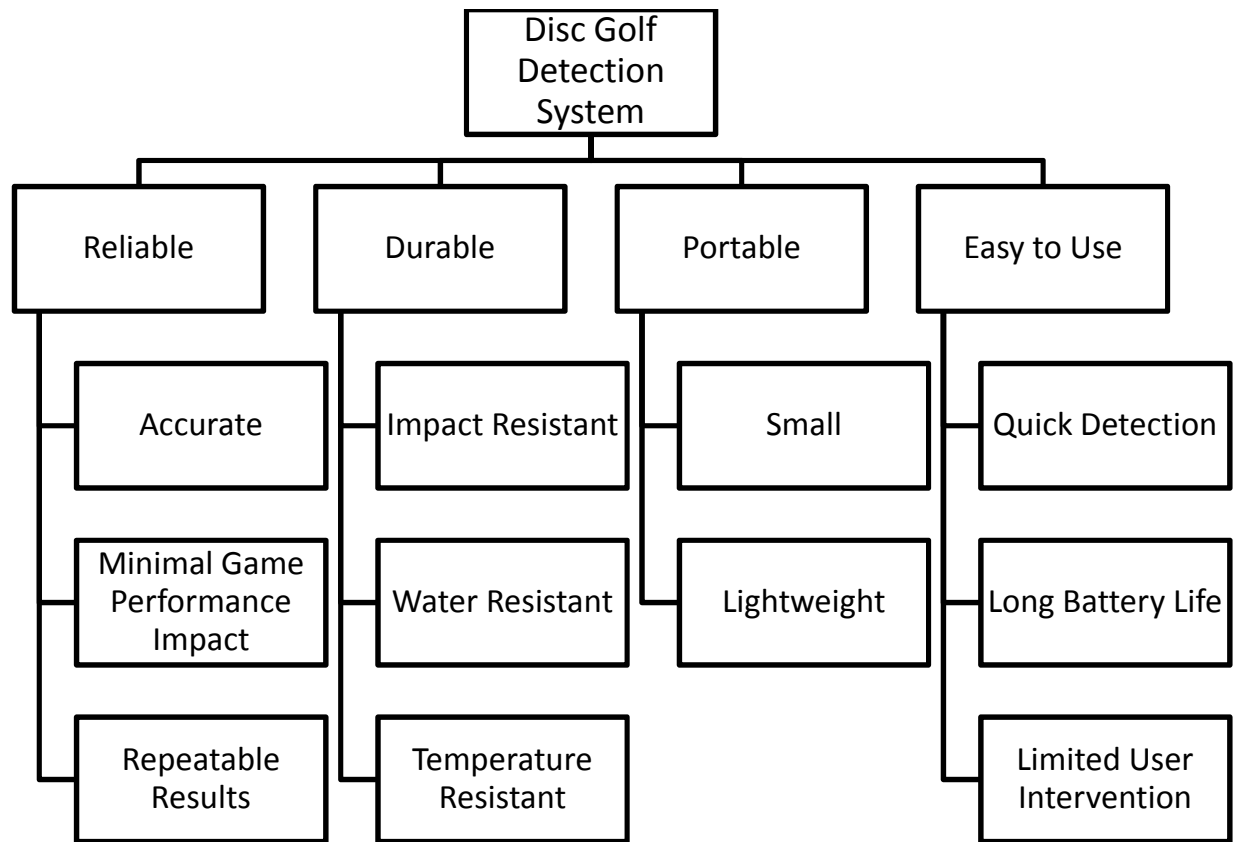 Disc Golf
Detection
System
Reliable
Durable
Portable
Easy to Use
Accurate
Impact Resistant
Small
Quick Detection
Minimal Game
Performance
Impact
Water Resistant
Lightweight
Long Battery Life
Repeatable
Results
Temperature
Resistant
Limited User
Intervention